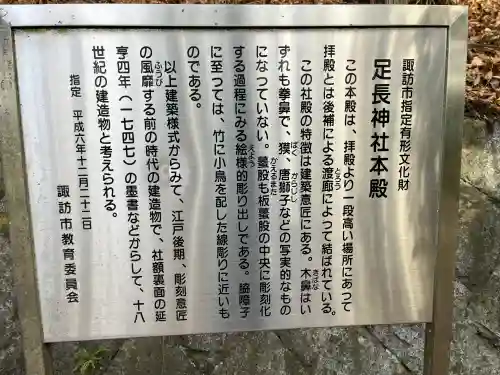 諏訪市指定有形文化財
足長神社本殿
この本殿は、拝殿より一段高い場所にあって
拝殿とは後補による渡廊によって結ばれている。
この社殿の特徴は建築意匠にある。木鼻はい
ずれも拳鼻で、獏、唐獅子などの写実的なもの
になっていない。蟇股も板蟇股の中央に彫刻化
する過程にみる絵様的彫り出しである。脇障子
に至っては、竹に小鳥を配した線彫りに近いも
のである。
以上建築様式からみて、江戸後期、彫刻意匠
の風靡する前の時代の建造物で、社額裏面の延
享四年（一七四七）の墨書などからして、十八
世紀の建造物と考えられる。
指定 平成六年十二月二十二日
諏訪市教育委員会